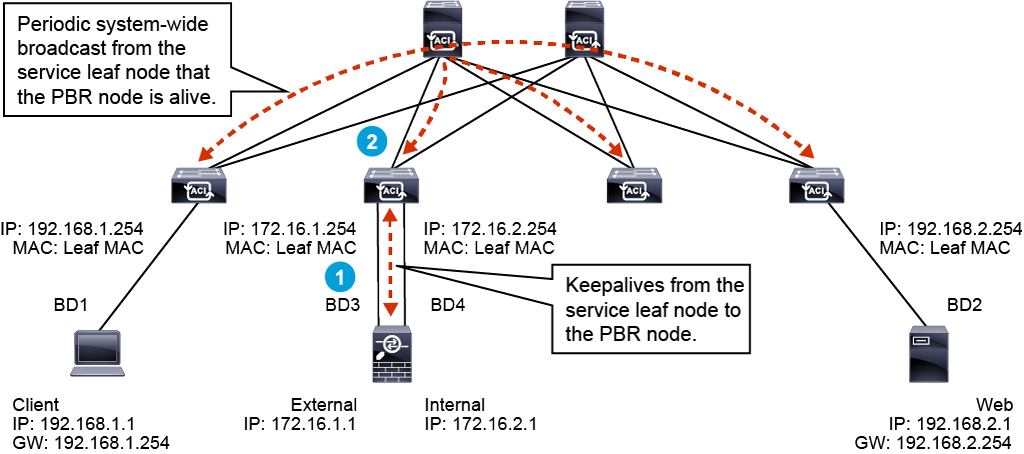 Periodic system-wide
broadcast from the
service leaf node that
the PBR node is alive.
ACI
ACI
2
ACI
ACI
ACI
ACI
IP: 192.168.1.254
MAC: Leaf MAC
IP: 172.16.1.254
MAC: Leaf MAC
IP: 172.16.2.254
MAC: Leaf MAC
IP: 192.168.2.254
MAC: Leaf MAC
1
Keepalives from the
service leaf node to
the PBR node.
BD1
BD3
BD4
BD2
Client
IP: 192.168.1.1
GW: 192.168.1.254
External
IP: 172.16.1.1
Internal
IP: 172.16.2.1
Web
IP: 192.168.2.1
GW: 192.168.2.254